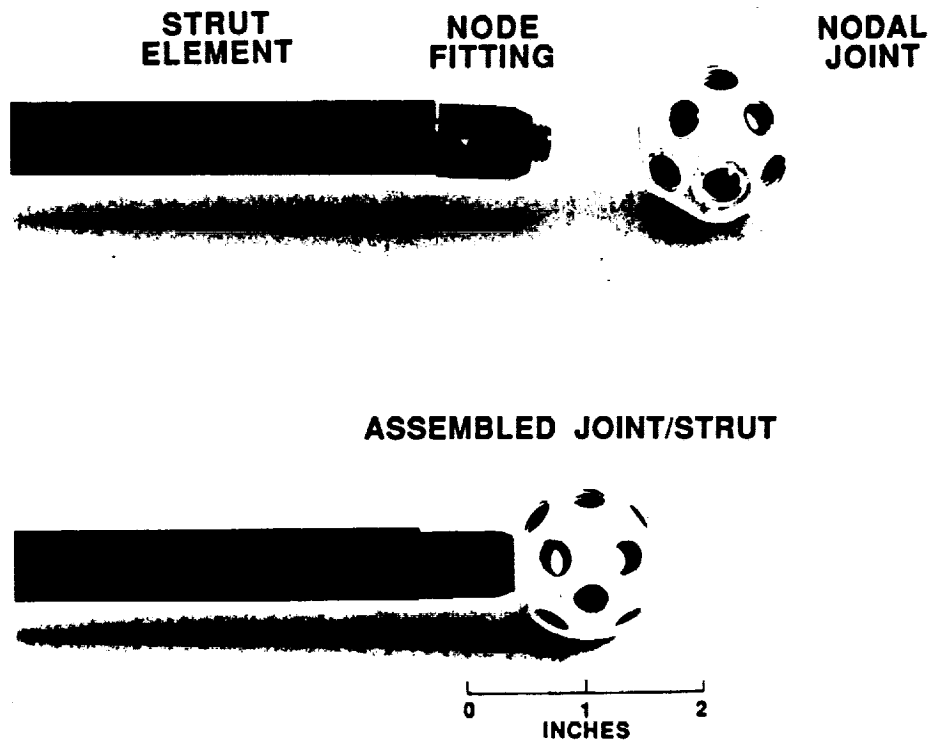 STRUT
ELEMENT
NODE
FITTING
NODAL
JOINT
ASSEMBLED JOINT/STRUT
0 1 2
INCHES